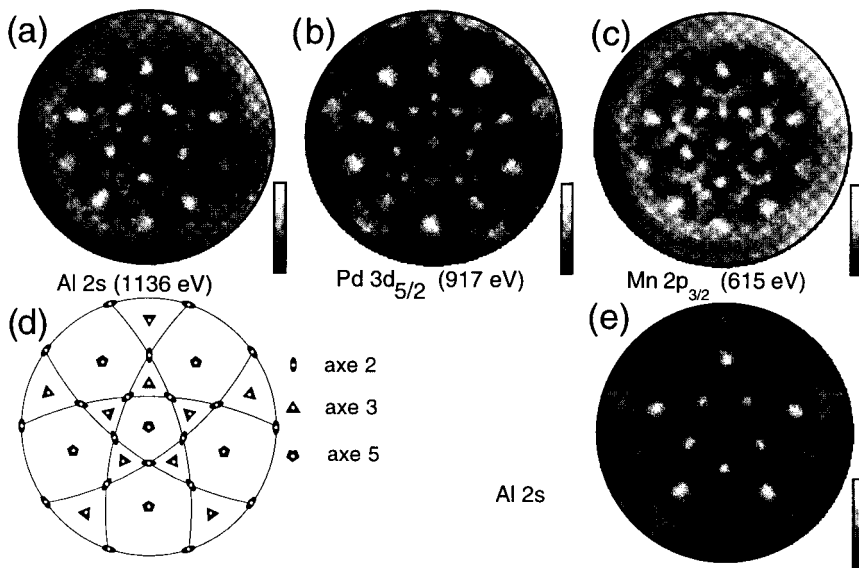 (a)
(b)
(c)
Al 2s (1136 eV)
Pd 3d5/2 (917 eV)
Mn 2p3/2 (615 eV)
(d)
(e)
axe 2
axe 3
axe 5
Al 2s